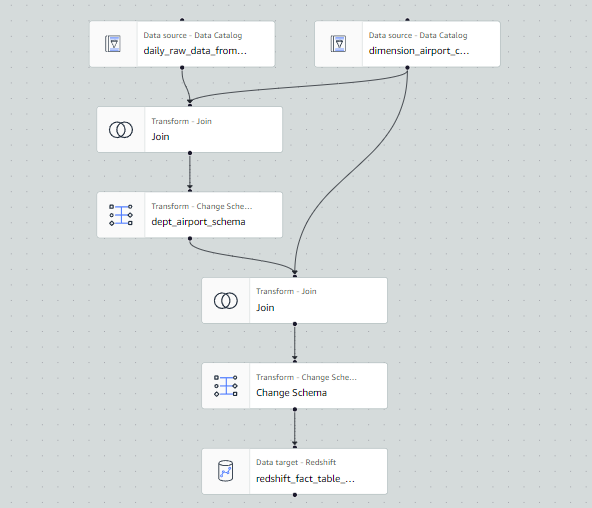 Data source - Data Catalog
daily_raw_data_from...
Data source - Data Catalog
dimension_airport_c...
Transform - Join
Join
Transform - Change Sche...
dept_airport_schema
Transform - Join
Join
Transform - Change Sche...
Change Schema
Data target - Redshift
redshift_fact_table_...